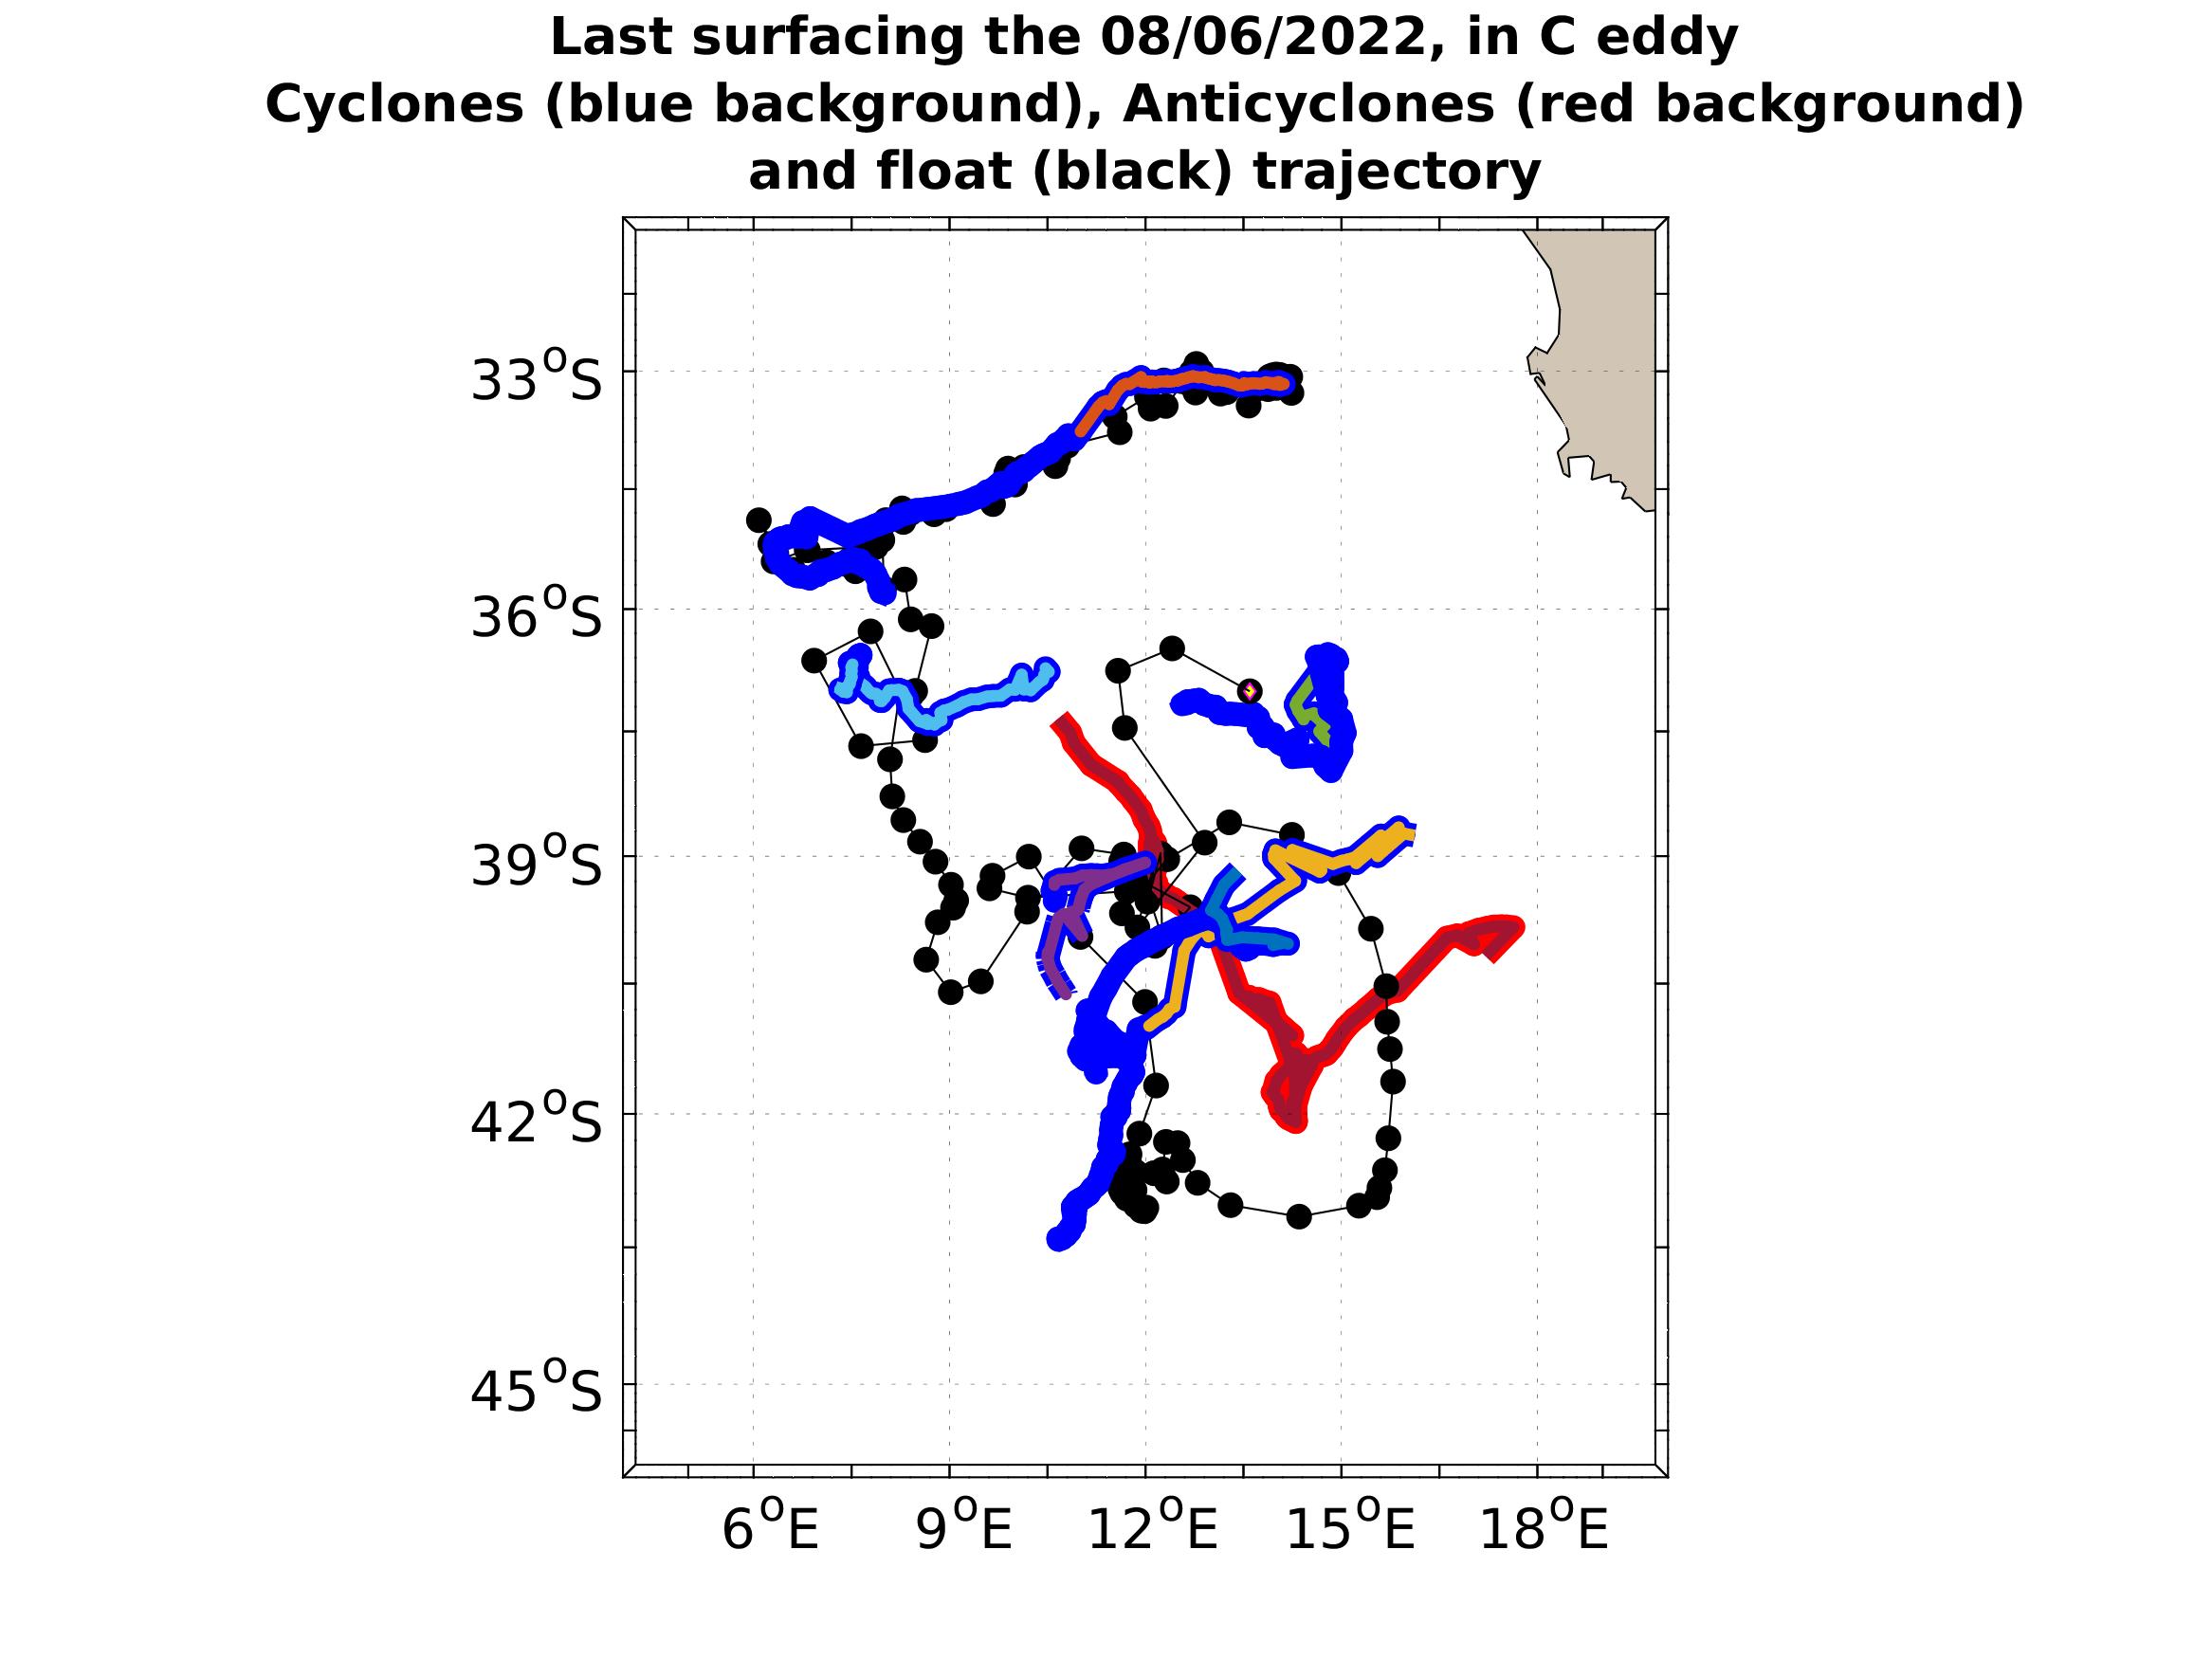 Last surfacing the 08/06/2022, in C eddy
Cyclones (blue background), Anticyclones (red background)
and float (black) trajectory
33°S
36°S
39°S
42°S
45°S
6°E 9°E 12°E 15°E 18°E